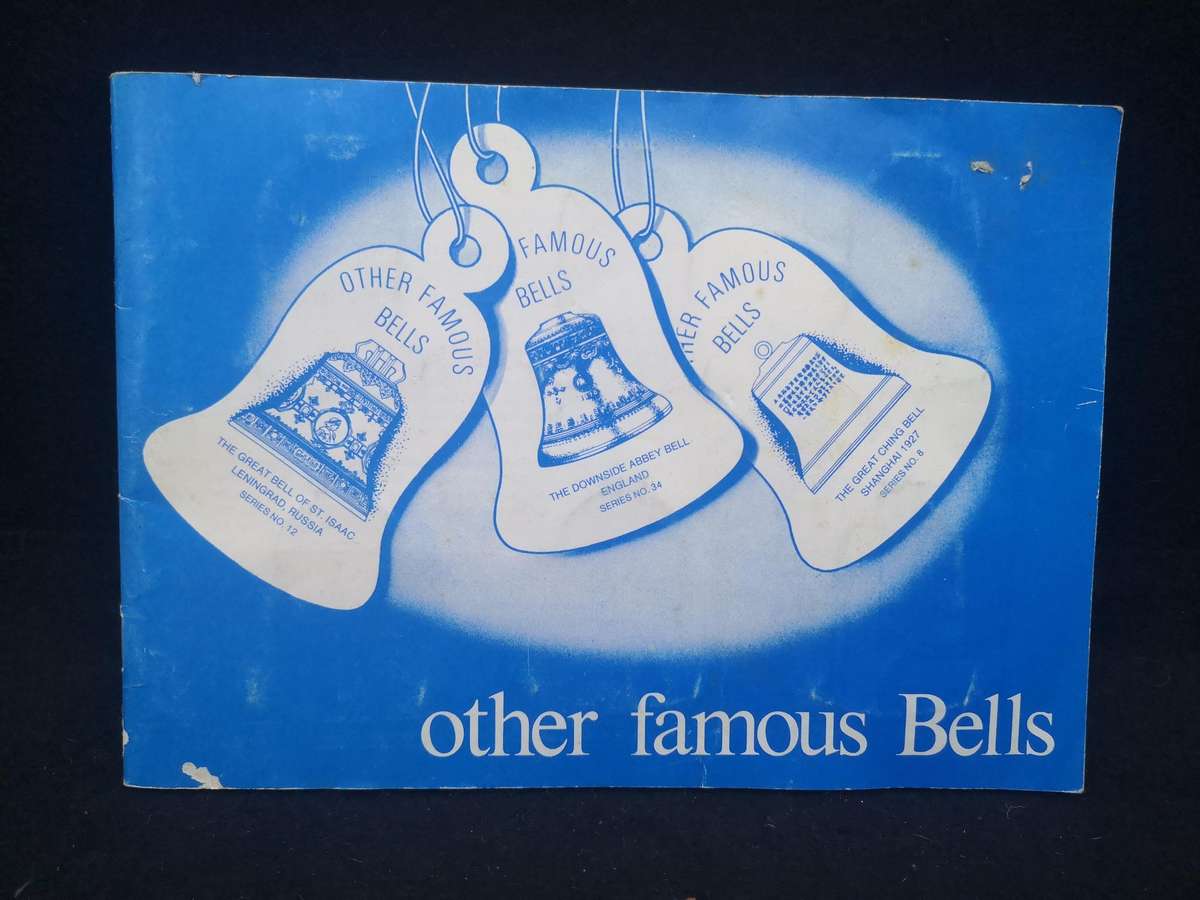 OTHER FAMOUS
BELLS
THE GREAT BELL OF ST. ISAAC
LENINGRAD, RUSSIA
SERIES NO. 12
FAMOUS
BELLS
THE DOWNSIDE ABBEY BELL
ENGLAND
SERIES NO. 34
HER FAMOUS
BELLS
THE GREAT CHING BELL
SHANGHAI 1927
SERIES NO. 8
other famous Bells